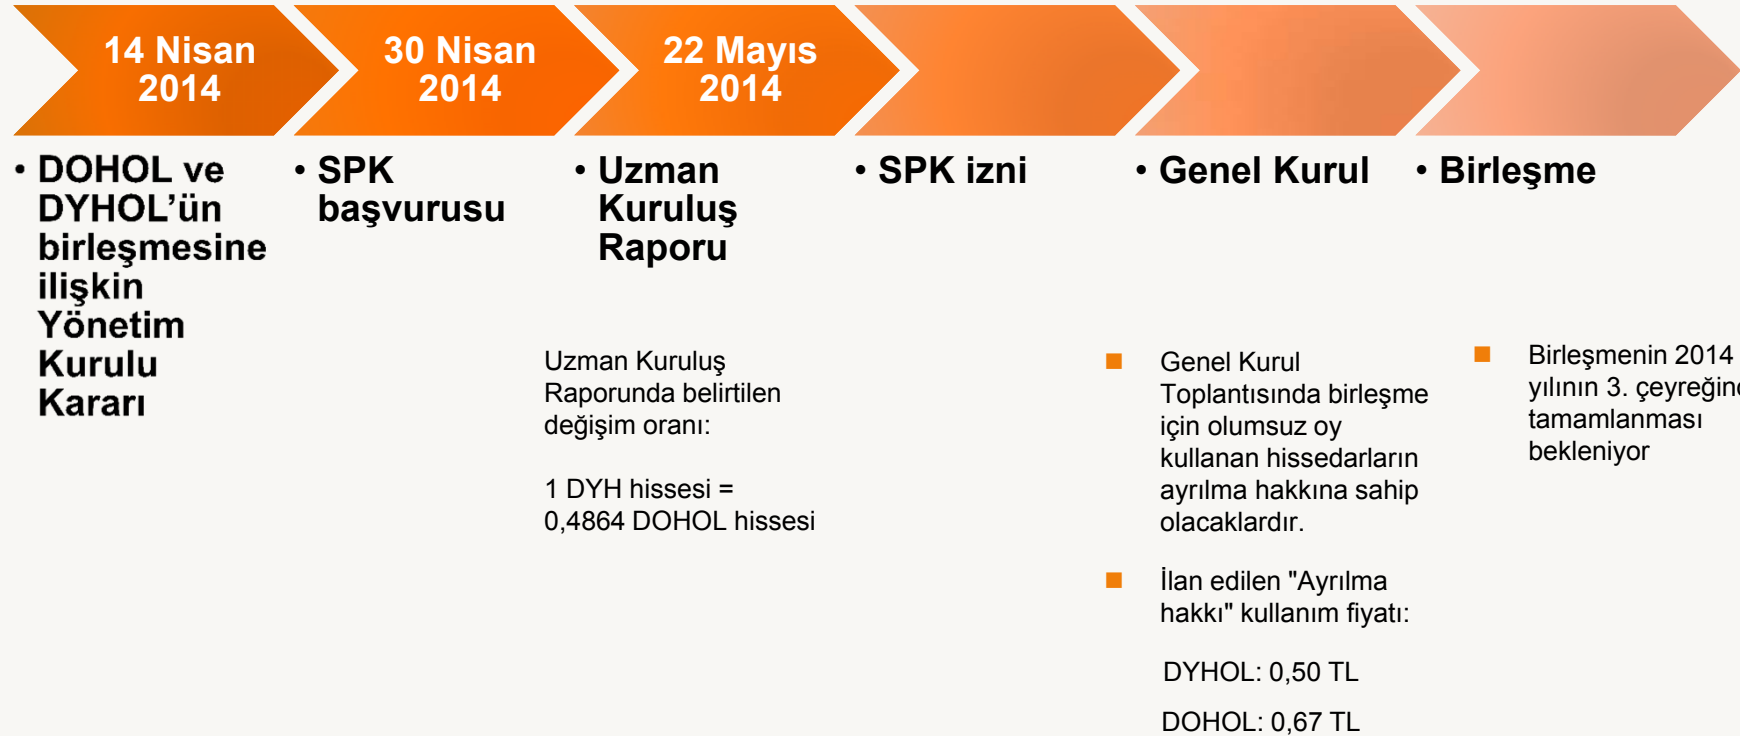 14 Nisan
2014
30 Nisan
2014
22 Mayıs
2014
• DOHOL ve
DYHOL’ün
birleşmesine
ilişkin
Yönetim
Kurulu
Kararı
• SPK
başvurusu
• Uzman
Kuruluş
Raporu
• SPK izni
• Genel Kurul
• Birleşme
Uzman Kuruluş
Raporunda belirtilen
değişim oranı:
1 DYH hissesi =
0,4864 DOHOL hissesi
Genel Kurul
Toplantısında birleşme
için olumsuz oy
kullanan hissedarların
ayrılma hakkına sahip
olacaklardır.
İlan edilen "Ayrılma
hakkı" kullanım fiyatı:
DYHOL: 0,50 TL
DOHOL: 0,67 TL
Birleşmenin 2014
yılının 3.
tamamlanması
bekleniyor